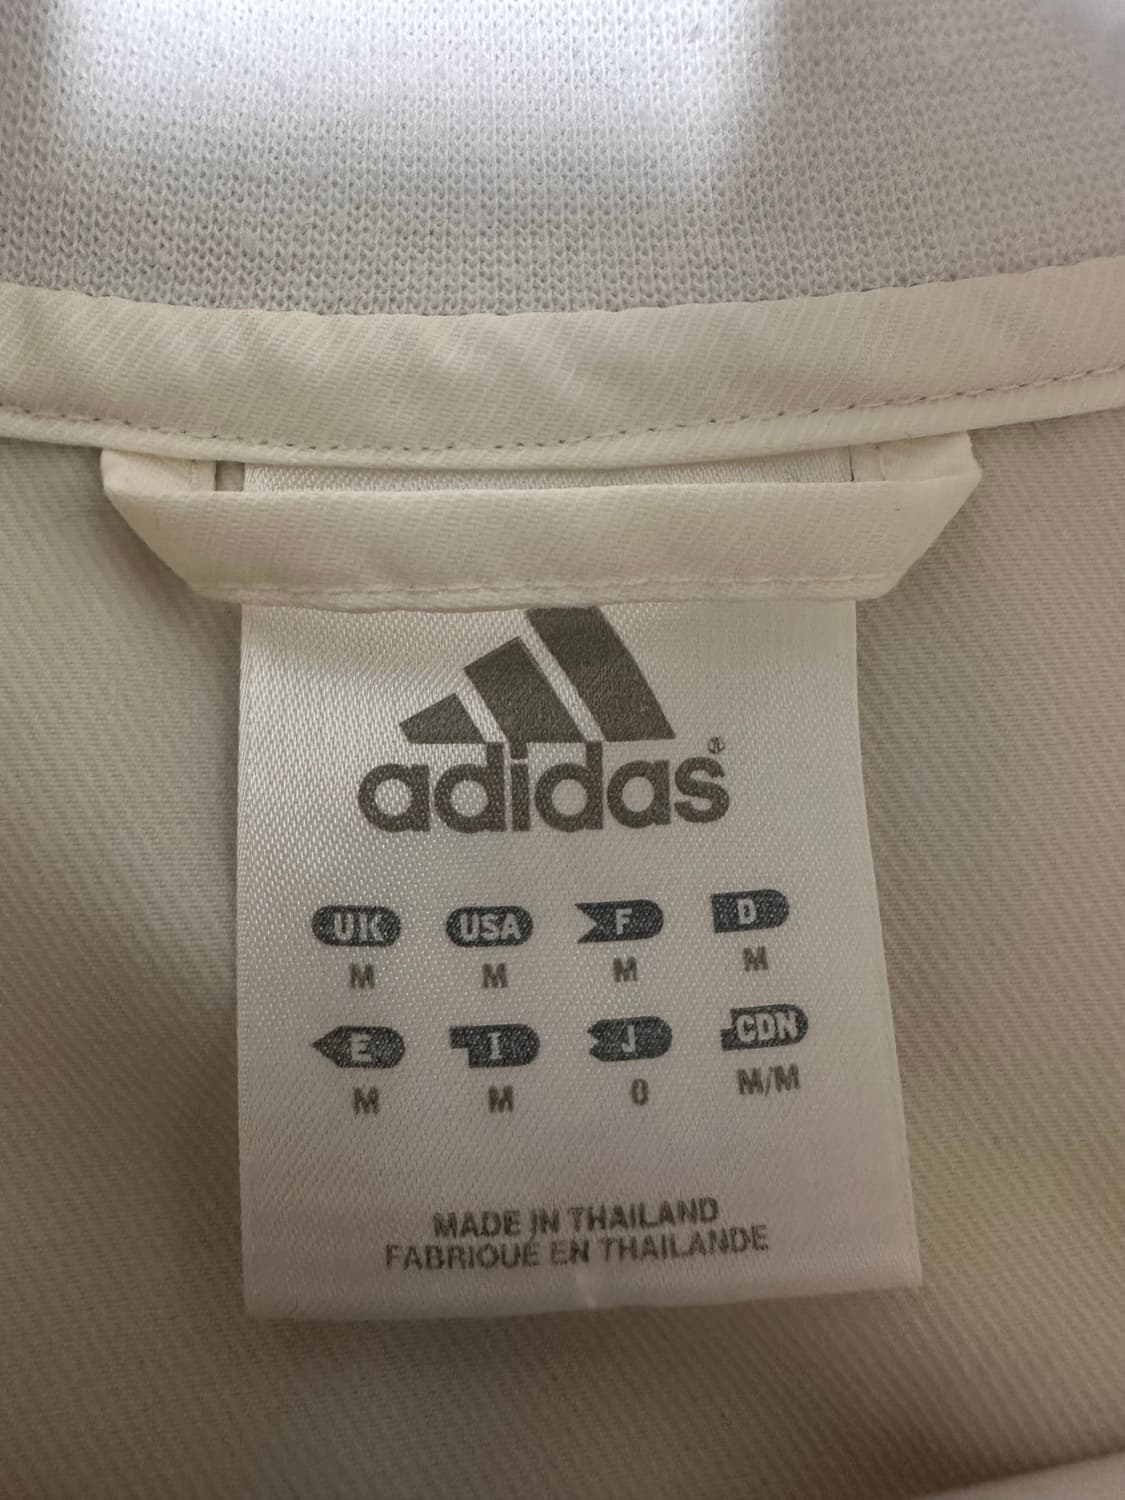 adidas®
UK USA F D
M M M M
E I J CDN
M M O M/M
MADE IN THAILAND
FABRIQUÉ EN THAILANDE